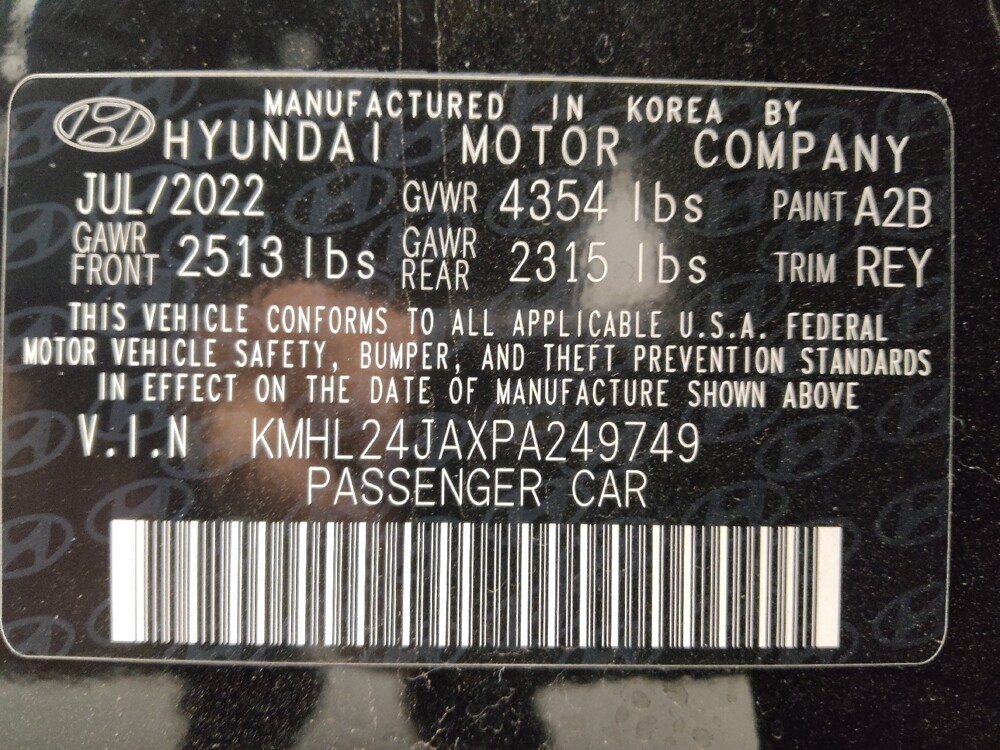 MANUFACTURED IN KOREA BY
HYUNDAI MOTOR COMPANY
JUL/2022 GVWR 4354 lbs PAINT A2B
GAWR FRONT 2513 lbs GAWR REAR 2315 lbs TRIM REY
THIS VEHICLE CONFORMS TO ALL APPLICABLE U.S.A. FEDERAL
MOTOR VEHICLE SAFETY, BUMPER, AND THEFT PREVENTION STANDARDS
IN EFFECT ON THE DATE OF MANUFACTURE SHOWN ABOVE
V.I.N KMHL24JAXPA249749
PASSENGER CAR